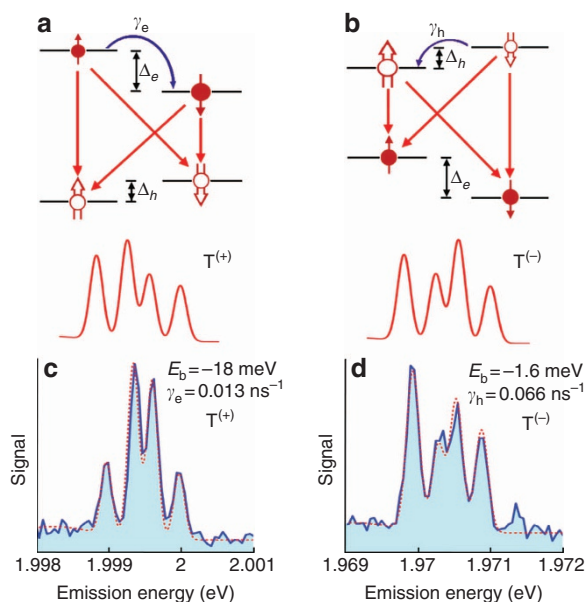 a
γe
Δe
Δh
T(+)
b
γh
Δh
Δe
T(−)
c
Eb=−18 meV
γe=0.013 ns−1
T(+)
Signal
1.998
1.999
2
2.001
Emission energy (eV)
d
Eb=−1.6 meV
γh=0.066 ns−1
T(−)
Signal
1.969
1.97
1.971
1.972
Emission energy (eV)